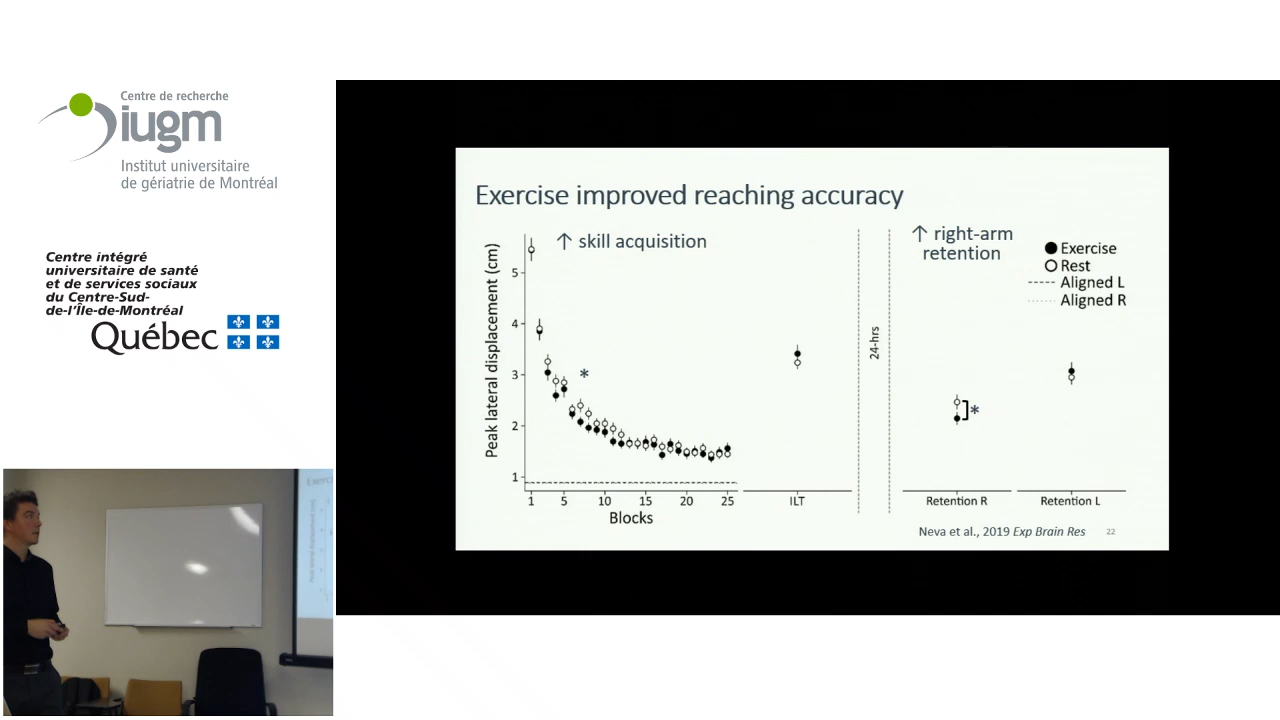 Centre de recherche
iugm
Institut universitaire
de gériatrie de Montréal
Centre intégré
universitaire de santé
et de services sociaux
du Centre-Sud-
de-l'Île-de-Montréal
Québec
Exercise improved reaching accuracy
↑ skill acquisition
↑ right-arm
retention
Exercise
Rest
Aligned L
Aligned R
Peak lateral displacement (cm)
5
4
3
2
1
*
24-hrs
*
1 5 10 15 20 25
Blocks
ILT
Retention R
Retention L
Neva et al., 2019 Exp Brain Res
22